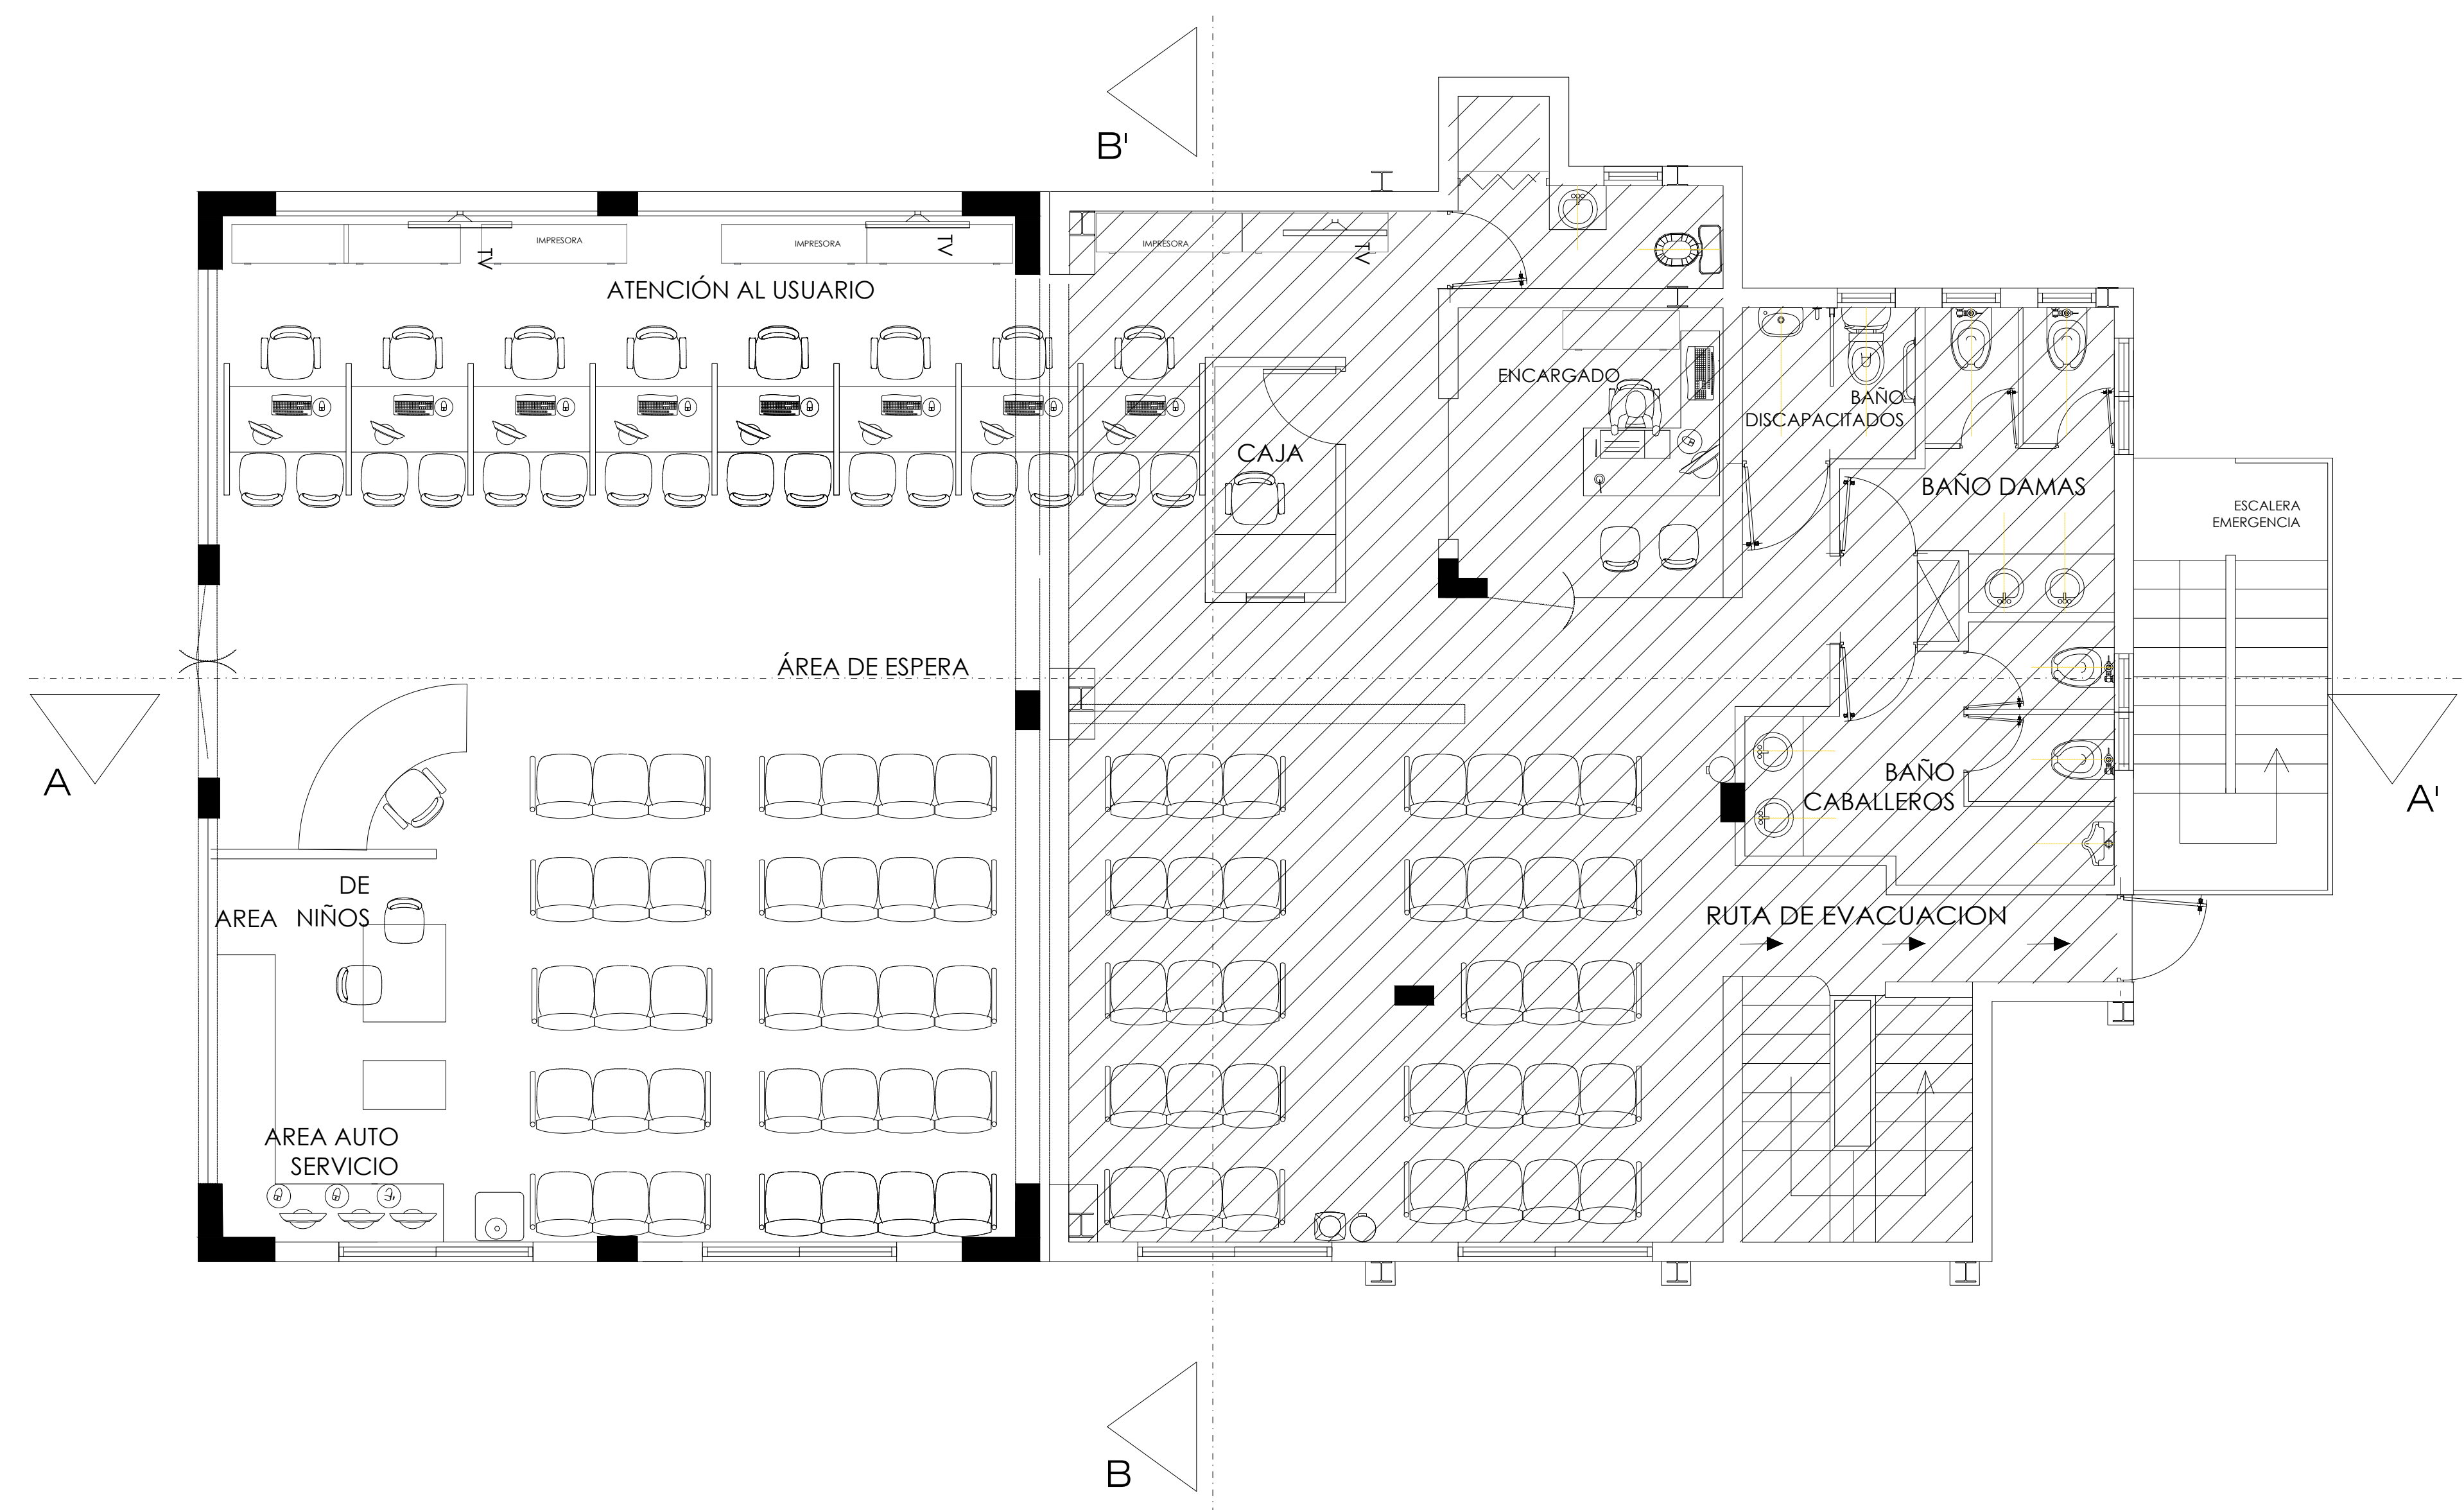 B'
IMPRESORA
IMPRESORA
IMPRESORA
TV
TV
TV
ATENCIÓN AL USUARIO
ENCARGADO
BAÑO
DISCAPACITADOS
CAJA
BAÑO DAMAS
ESCALERA
EMERGENCIA
ÁREA DE ESPERA
A
A'
BAÑO
CABALLEROS
DE
AREA NIÑOS
RUTA DE EVACUACION
AREA AUTO
SERVICIO
B